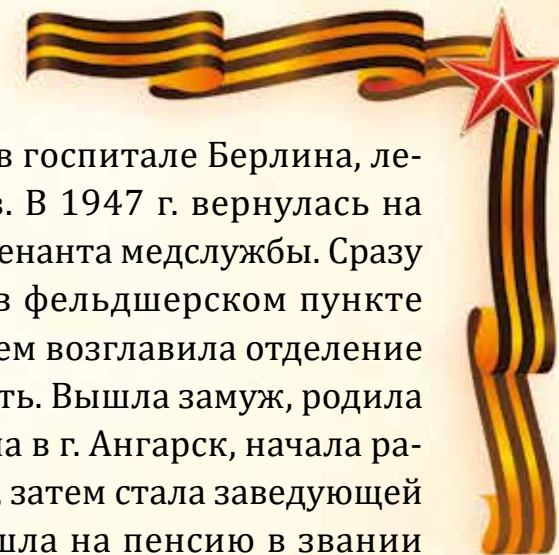 в госпитале Берлина, ле-
. В 1947 г. вернулась на
енанта медслужбы. Сразу
в фельдшерском пункте
ем возглавила отделение
ть. Вышла замуж, родила
а в г. Ангарск, начала ра-
, затем стала заведующей
шла на пенсию в звании